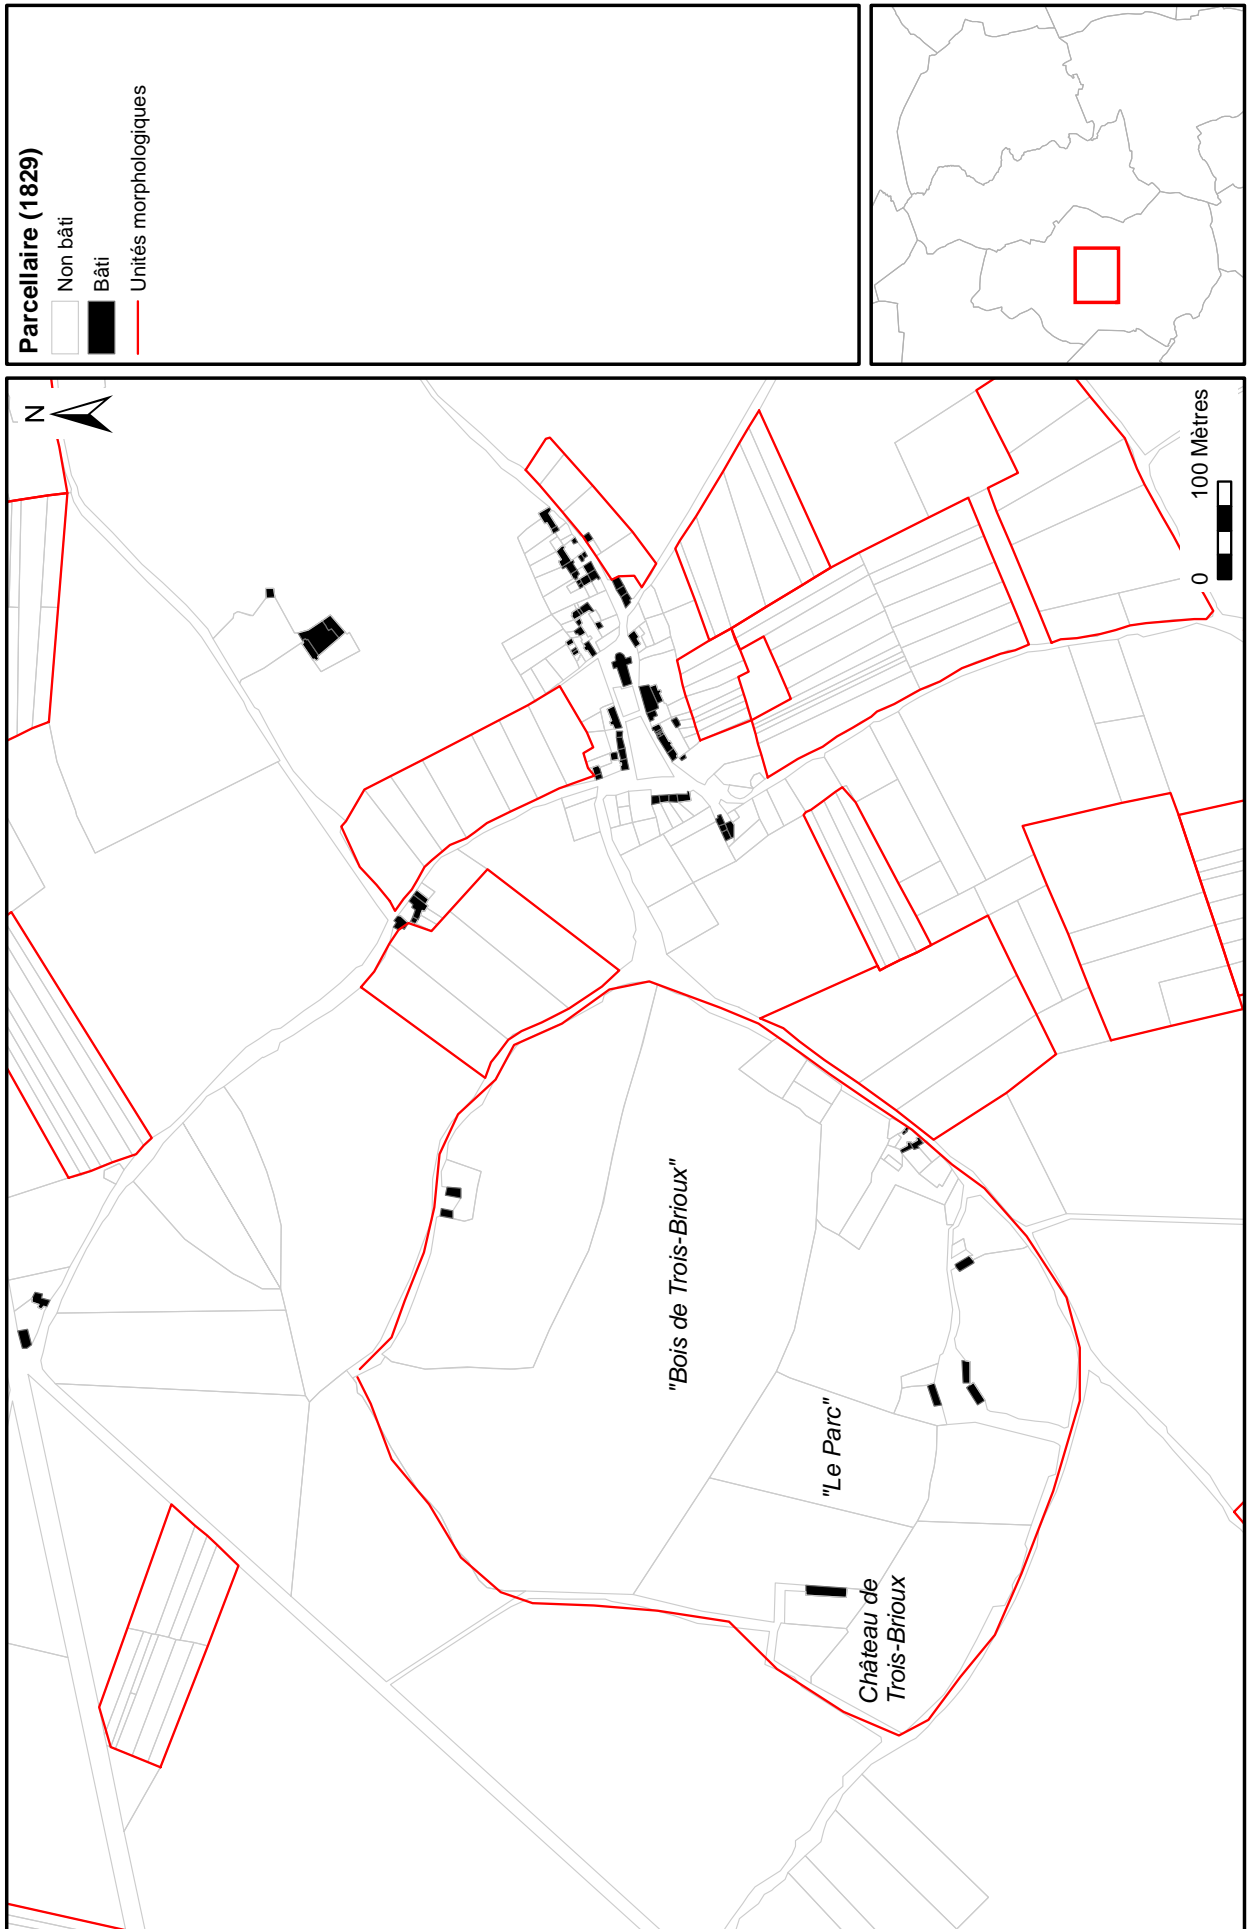 Parcellaire (1829)
Non bâti
Bâti
Unités morphologiques
N
"Bois de Trois-Brioux"
"Le Parc"
Château de
Trois-Brioux
0 100 Mètres